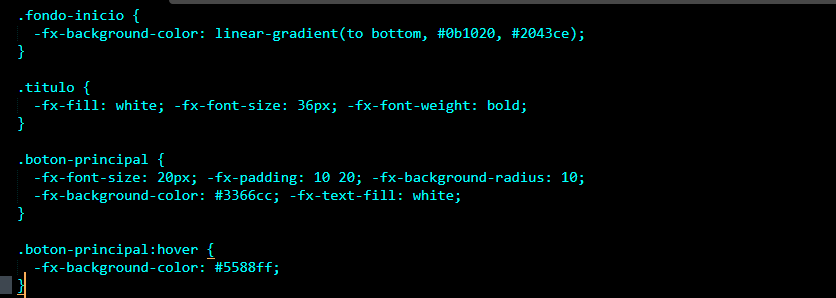 .fondo-inicio {
-fx-background-color: linear-gradient(to bottom, #0b1020, #2043ce);
}
.titulo {
-fx-fill: white; -fx-font-size: 36px; -fx-font-weight: bold;
}
.boton-principal {
-fx-font-size: 20px; -fx-padding: 10 20; -fx-background-radius: 10;
-fx-background-color: #3366cc; -fx-text-fill: white;
}
.boton-principal:hover {
-fx-background-color: #5588ff;
}